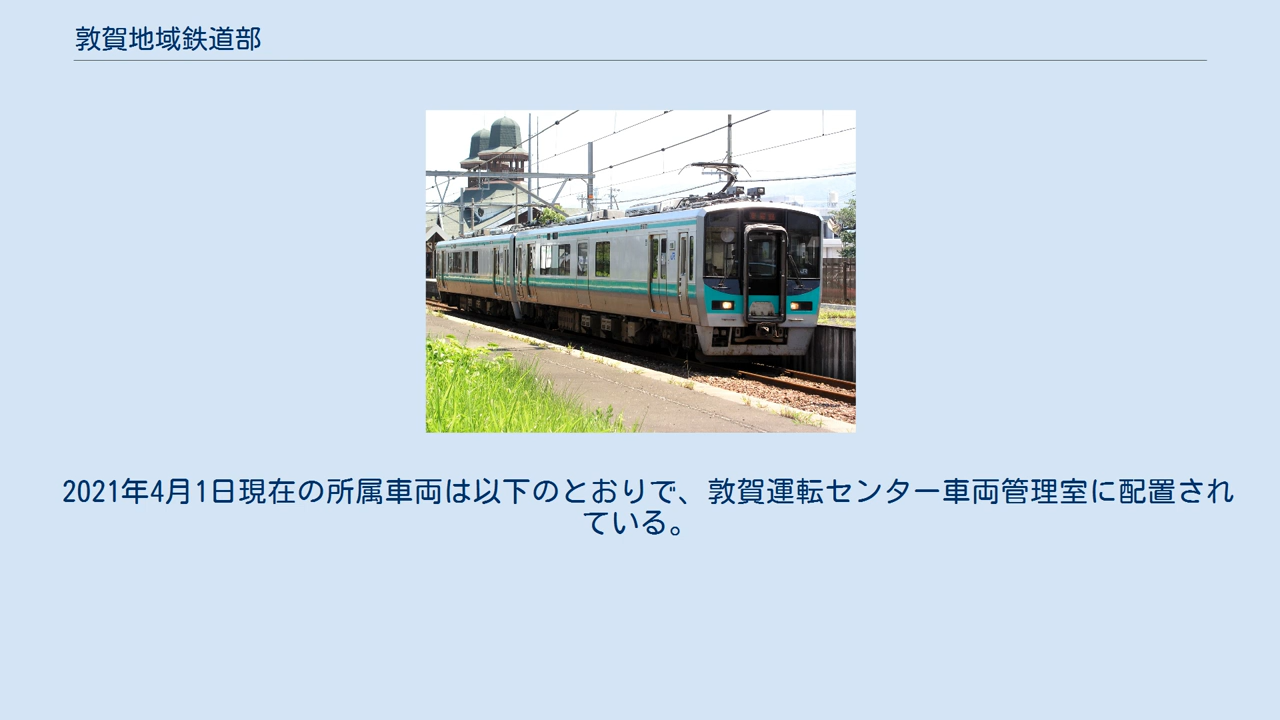 敦賀地域鉄道部
2021年4月1日現在の所属車両は以下のとおりで、敦賀運転センター車両管理室に配置され
ている。